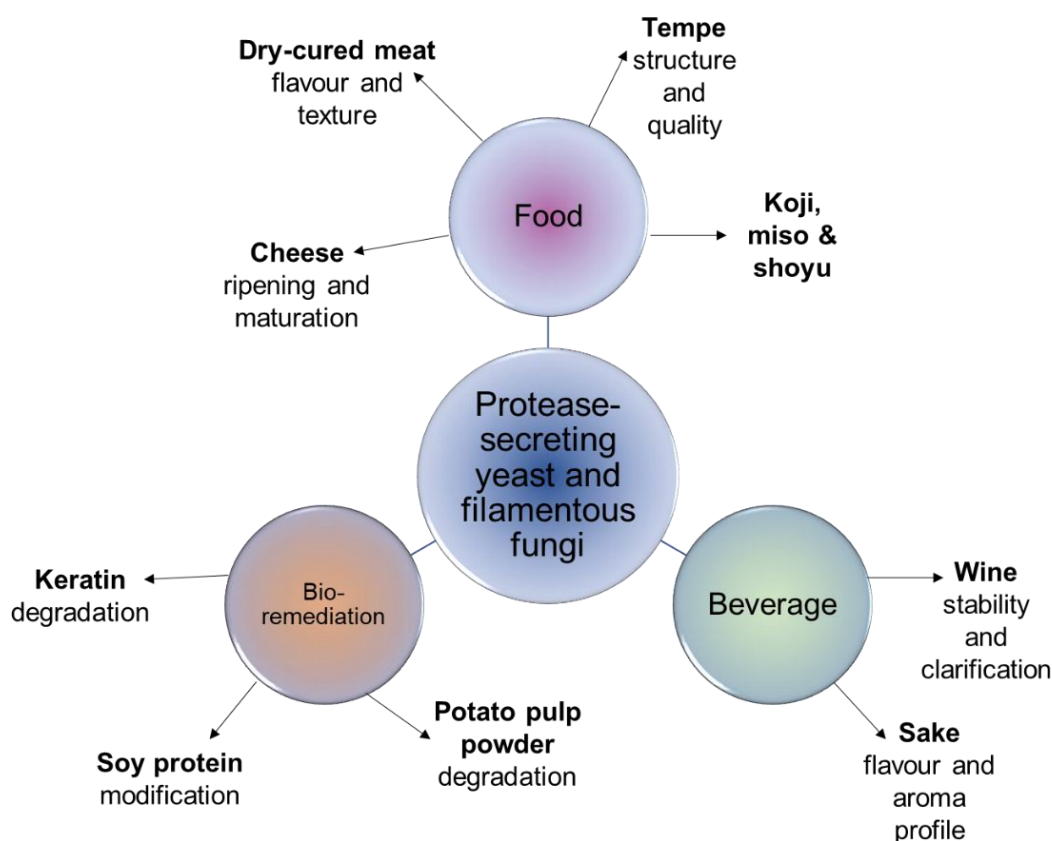 Tempe
structure
and
quality
Dry-cured meat
flavour and
texture
Food
Koji,
miso &
shoyu
Cheese
ripening and
maturation
Protease-
secreting
yeast and
filamentous
fungi
Keratin
degradation
Bio-
remediation
Beverage
Wine
stability
and
clarification
Potato pulp
powder
degradation
Soy protein
modification
Sake
flavour and
aroma
profile